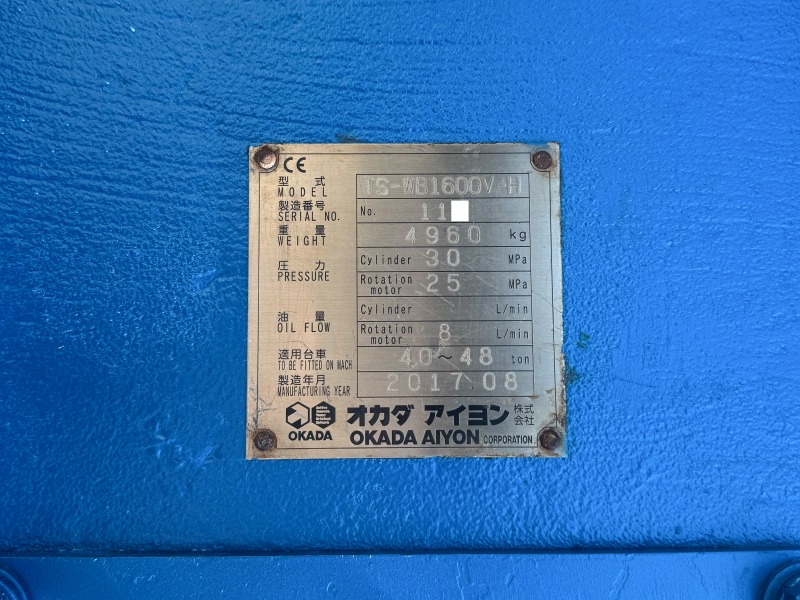 CE
型式 TS-WB1600V-H
MODEL
製造番号 No. 11
SERIAL NO.
重量 4960 kg
WEIGHT
圧力 Cylinder 30 MPa
PRESSURE Rotation motor 25 MPa
油量 Cylinder L/min
OIL FLOW Rotation motor 8 L/min
適用台車 40~48 ton
TO BE FITTED ON MACH
製造年月 2017.08
MANUFACTURING YEAR
オカダ アイヨン 株式会社
OKADA OKADA AIYON CORPORATION